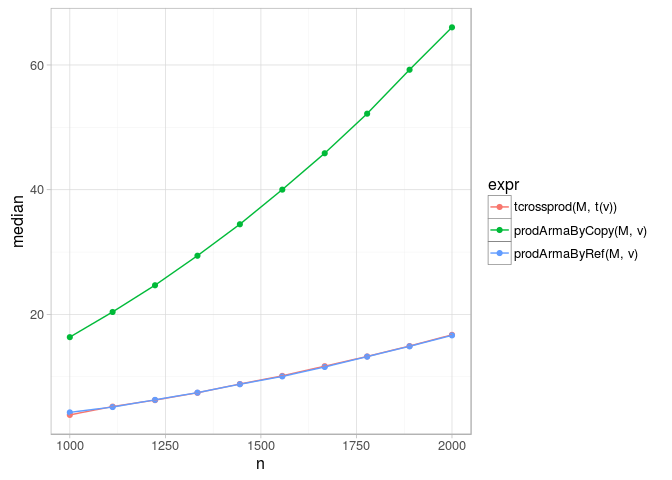 60
40
20
median
1000
1250
1500
1750
2000
n
expr
tcrossprod(M, t(v))
prodArmaByCopy(M, v)
prodArmaByRef(M, v)